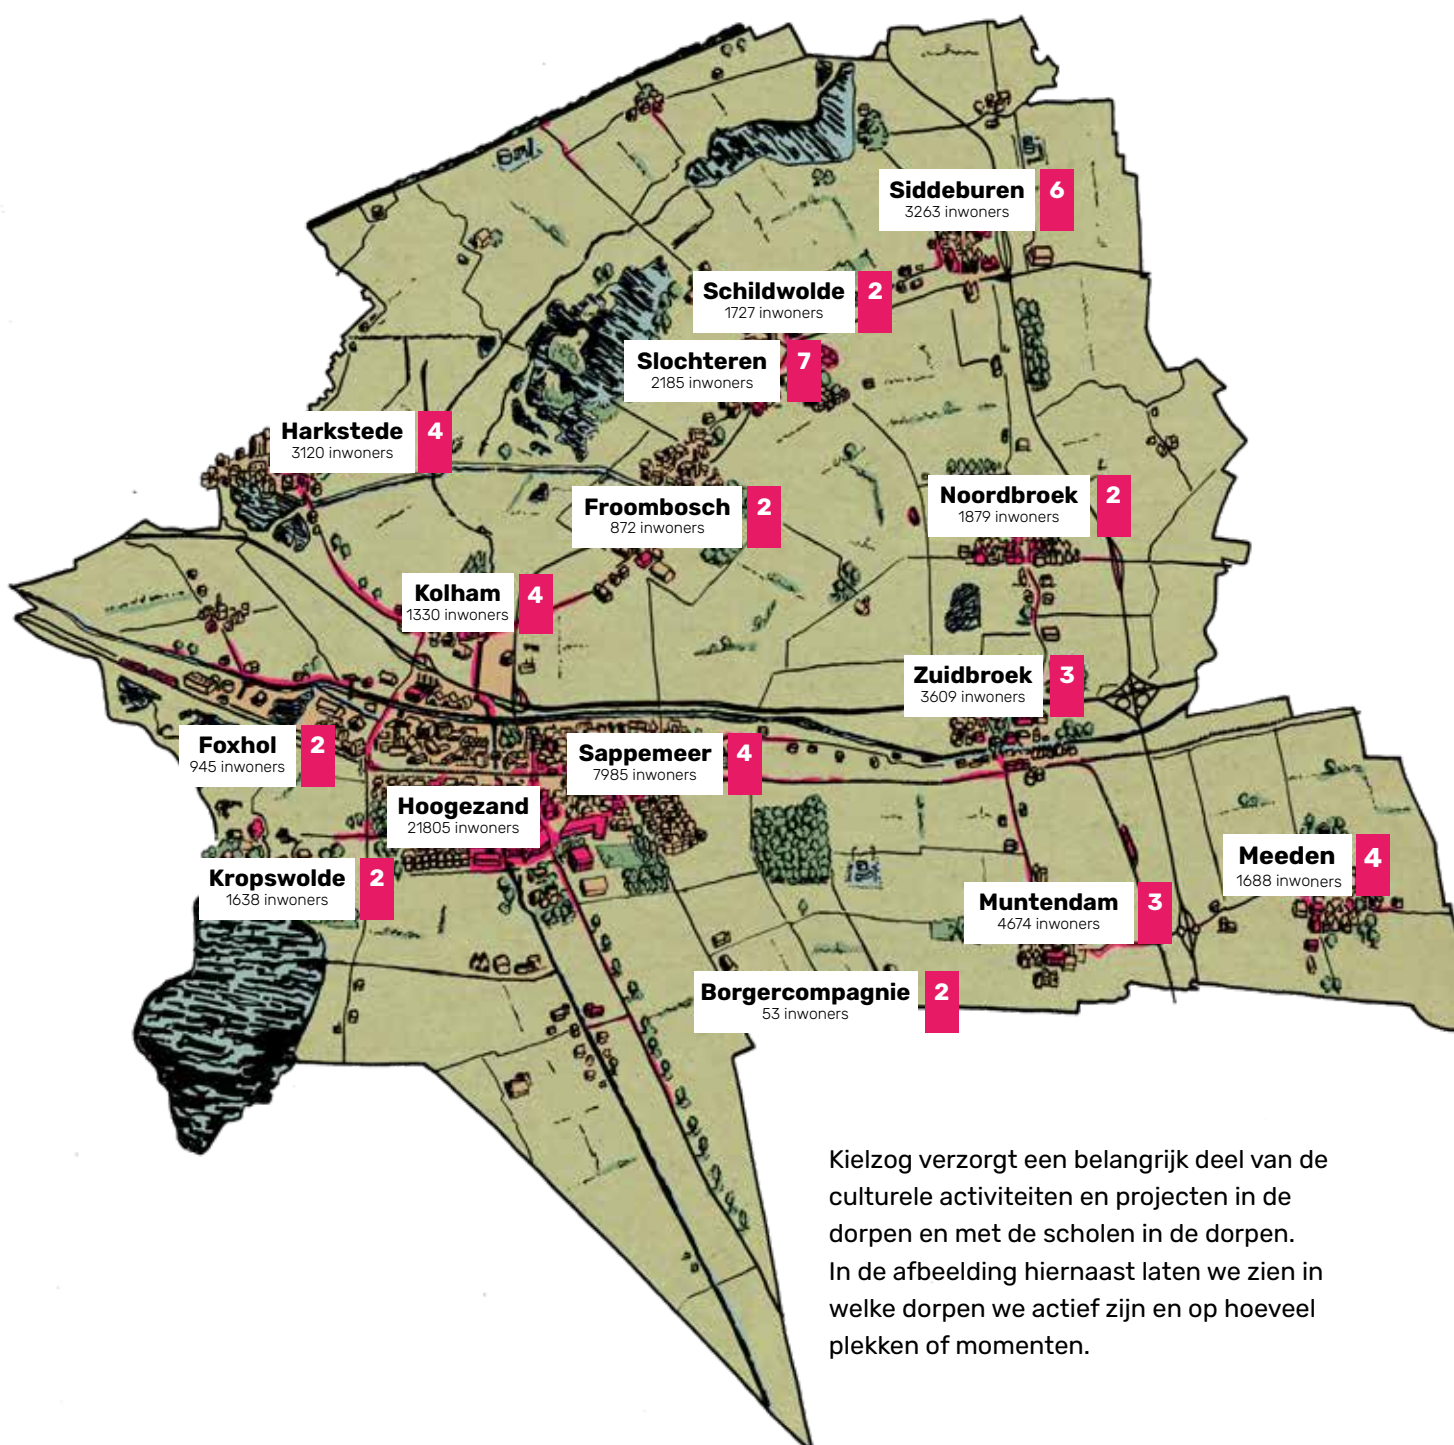 Siddeburen 6
3263 inwoners
Schildwolde 2
1727 inwoners
Slochteren 7
2185 inwoners
Harkstede 4
3120 inwoners
Froombosch 2
872 inwoners
Noordbroek 2
1879 inwoners
Kolham 4
1330 inwoners
Zuidbroek 3
3609 inwoners
Foxhol 2
945 inwoners
Sappemeer 4
7985 inwoners
Hoogezand
21805 inwoners
Kropswolde 2
1638 inwoners
Meeden 4
1688 inwoners
Muntendam 3
4674 inwoners
Borgercompagnie 2
53 inwoners
Kielzog verzorgt een belangrijk deel van de
culturele activiteiten en projecten in de
dorpen en met de scholen in de dorpen.
In de afbeelding hiernaast laten we zien in
welke dorpen we actief zijn en op hoeveel
plekken of momenten.